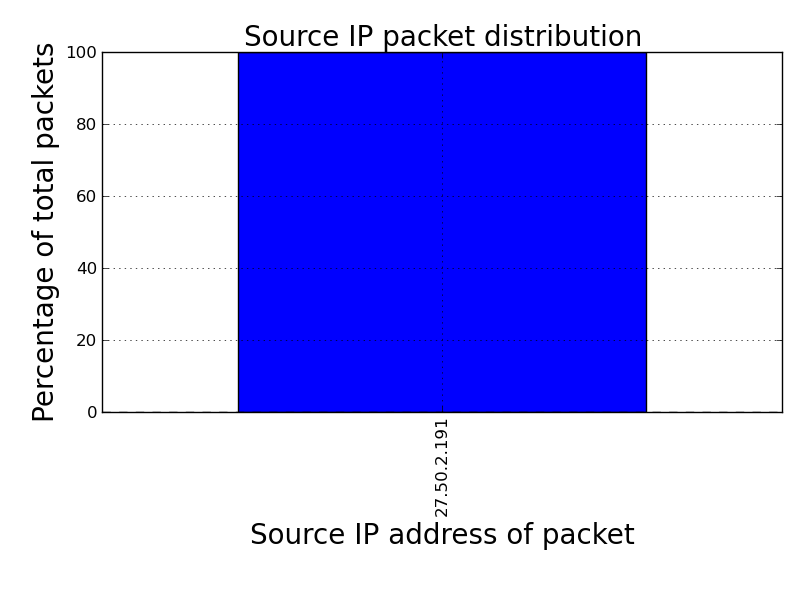 Source IP packet distribution
Percentage of total packets
100
80
60
40
20
0
27.50.2.191
Source IP address of packet